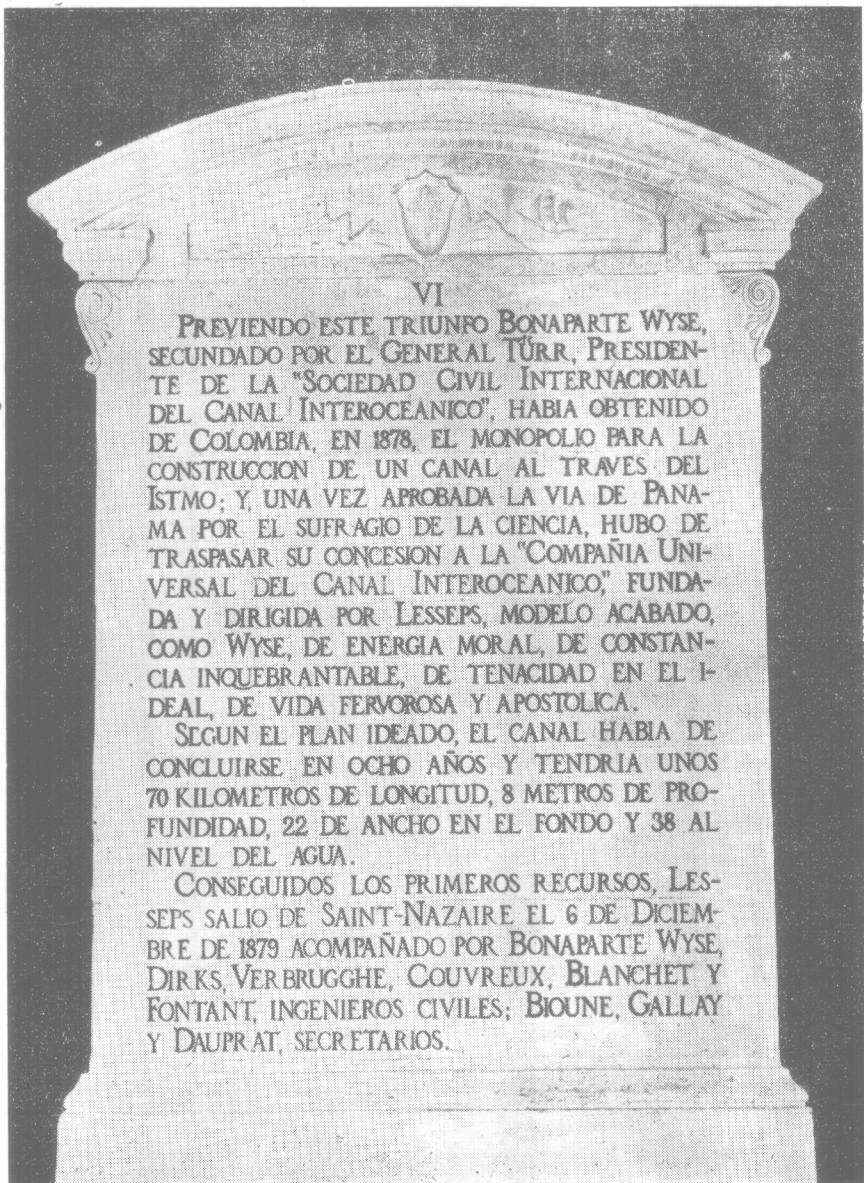 VI
PREVIENDO ESTE TRIUNFO BONAPARTE WYSE,
SECUNDADO POR EL GENERAL TÜRR, PRESIDEN-
TE DE LA "SOCIEDAD CIVIL INTERNACIONAL
DEL CANAL INTEROCEANICO", HABIA OBTENIDO
DE COLOMBIA, EN 1878, EL MONOPOLIO PARA LA
CONSTRUCCION DE UN CANAL AL TRAVES DEL
ISTMO; Y, UNA VEZ APROBADA LA VIA DE PANA-
MA POR EL SUFRAGIO DE LA CIENCIA, HUBO DE
TRASPASAR SU CONCESION A LA "COMPAÑIA UNI-
VERSAL DEL CANAL INTEROCEANICO," FUNDA-
DA Y DIRIGIDA POR LESSEPS, MODELO ACABADO,
COMO WYSE, DE ENERGIA MORAL, DE CONSTAN-
CIA INQUEBRANTABLE, DE TENACIDAD EN EL I-
DEAL, DE VIDA FERVOROSA Y APOSTOLICA.
SEGUN EL PLAN IDEADO, EL CANAL HABIA DE
CONCLUIRSE EN OCHO AÑOS Y TENDRIA UNOS
70 KILOMETROS DE LONGITUD, 8 METROS DE PRO-
FUNDIDAD, 22 DE ANCHO EN EL FONDO Y 38 AL
NIVEL DEL AGUA.
CONSEGUIDOS LOS PRIMEROS RECURSOS, LES-
SEPS SALIO DE SAINT-NAZAIRE EL 6 DE DICIEM-
BRE DE 1879 ACOMPAÑADO POR BONAPARTE WYSE,
DIRKS, VERBRUGGHE, COUVREUX, BLANCHET Y
FONTANT, INGENIEROS CIVILES; BIOUNE, GALLAY
Y DAUPRAT, SECRETARIOS.